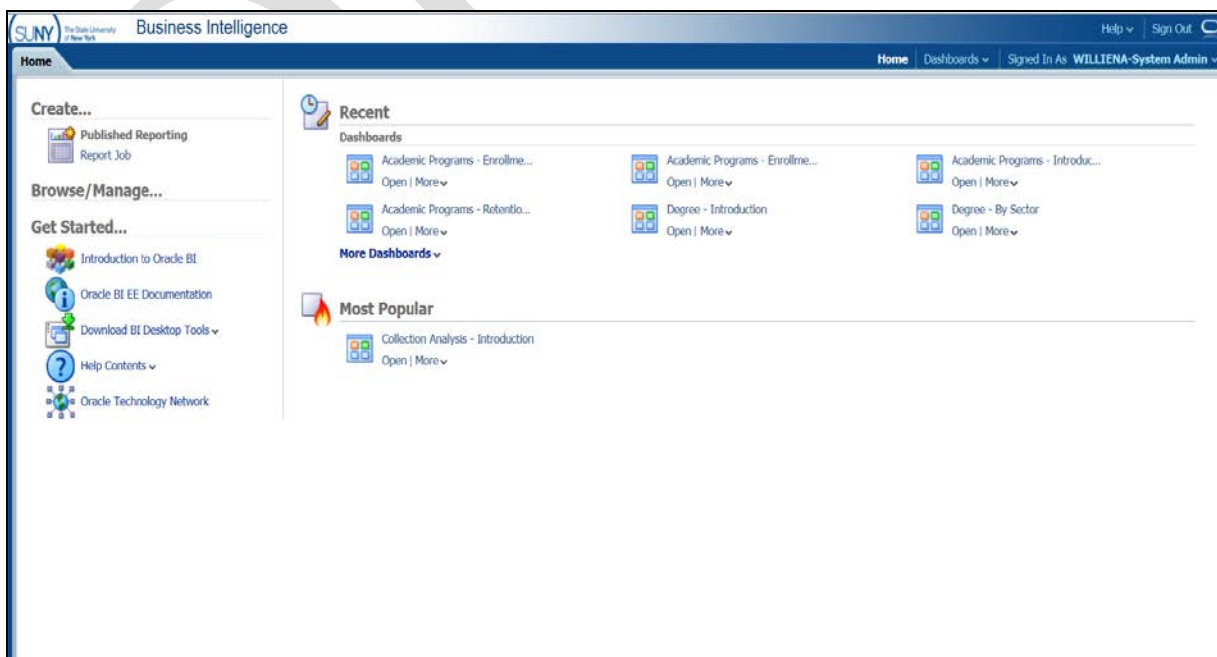 SUNY The State University of New York Business Intelligence Help Sign Out
Home Home Dashboards Signed In As WILLIENA-System Admin
Create...
Published Reporting
Report Job
Browse/Manage...
Get Started...
Introduction to Oracle BI
Oracle BI EE Documentation
Download BI Desktop Tools
Help Contents
Oracle Technology Network
Recent
Dashboards
Academic Programs - Enrollme...
Open | More
Academic Programs - Enrollme...
Open | More
Academic Programs - Introduc...
Open | More
Academic Programs - Retentio...
Open | More
Degree - Introduction
Open | More
Degree - By Sector
Open | More
More Dashboards
Most Popular
Collection Analysis - Introduction
Open | More